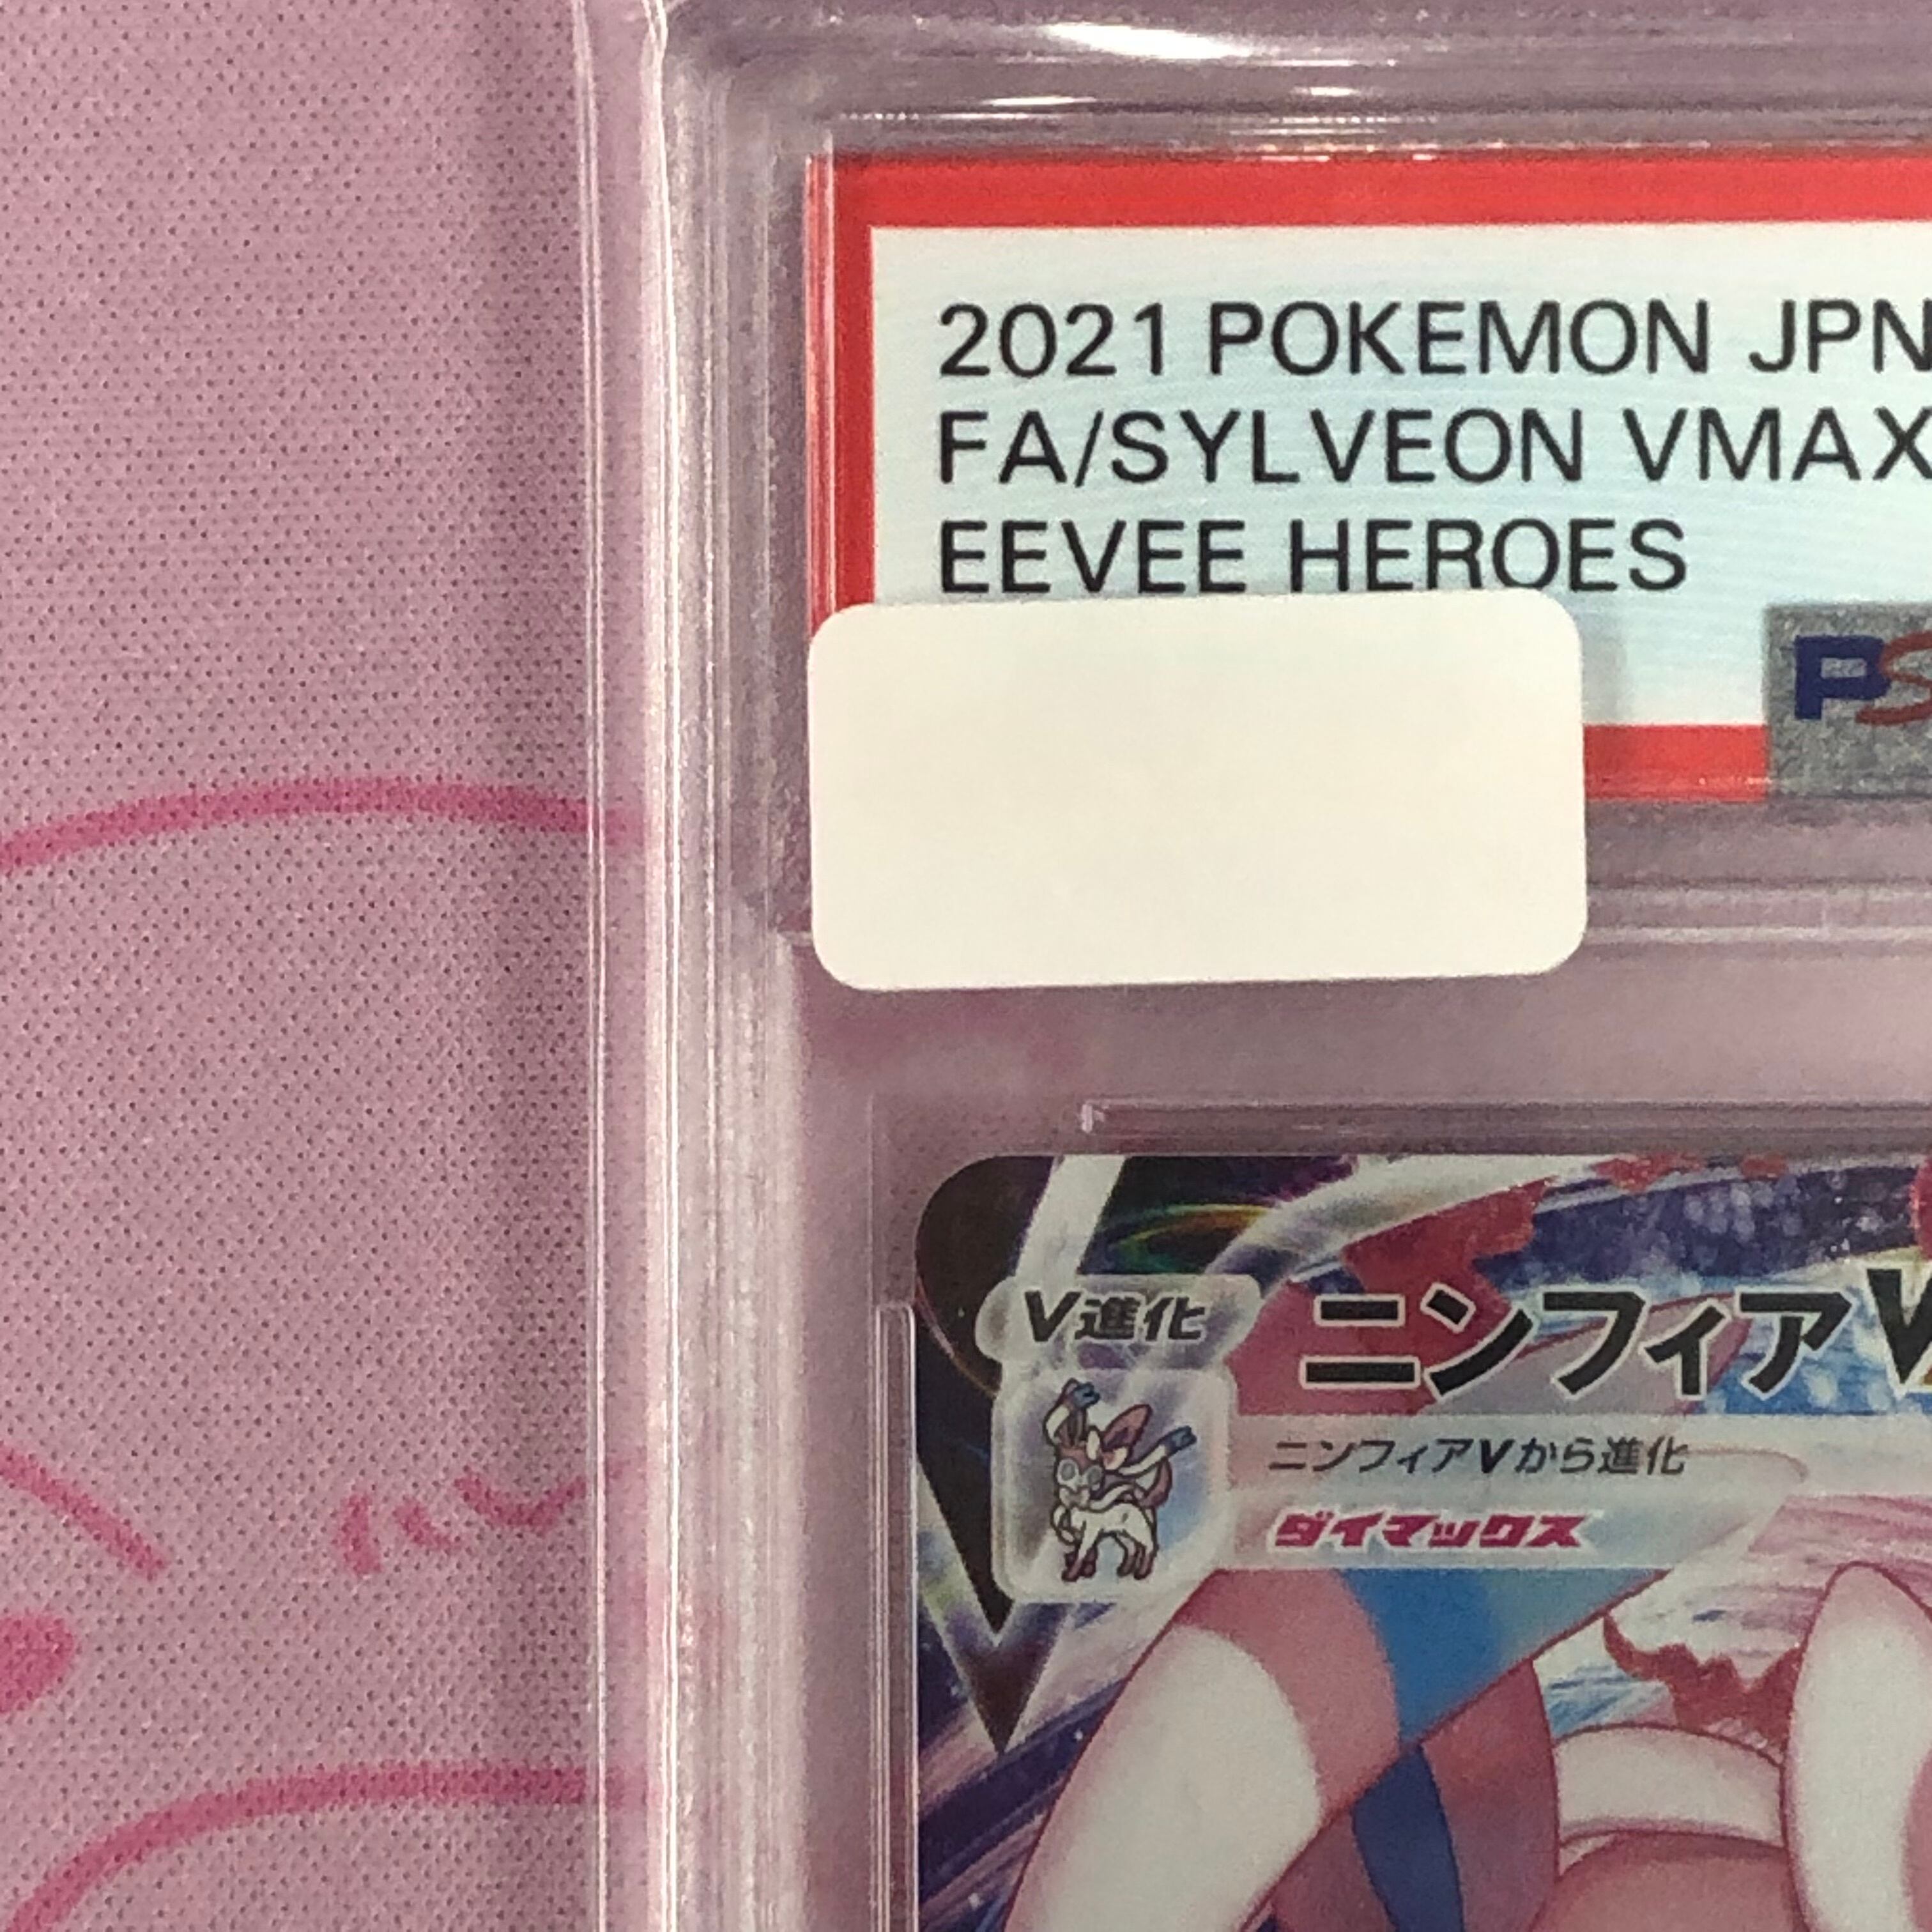 2021 POKEMON JPN
FA/SYLVEON VMAX
EEVEE HEROES
PS
V進化
ニンフィアV
ニンフィアVから進化
ダイマックス